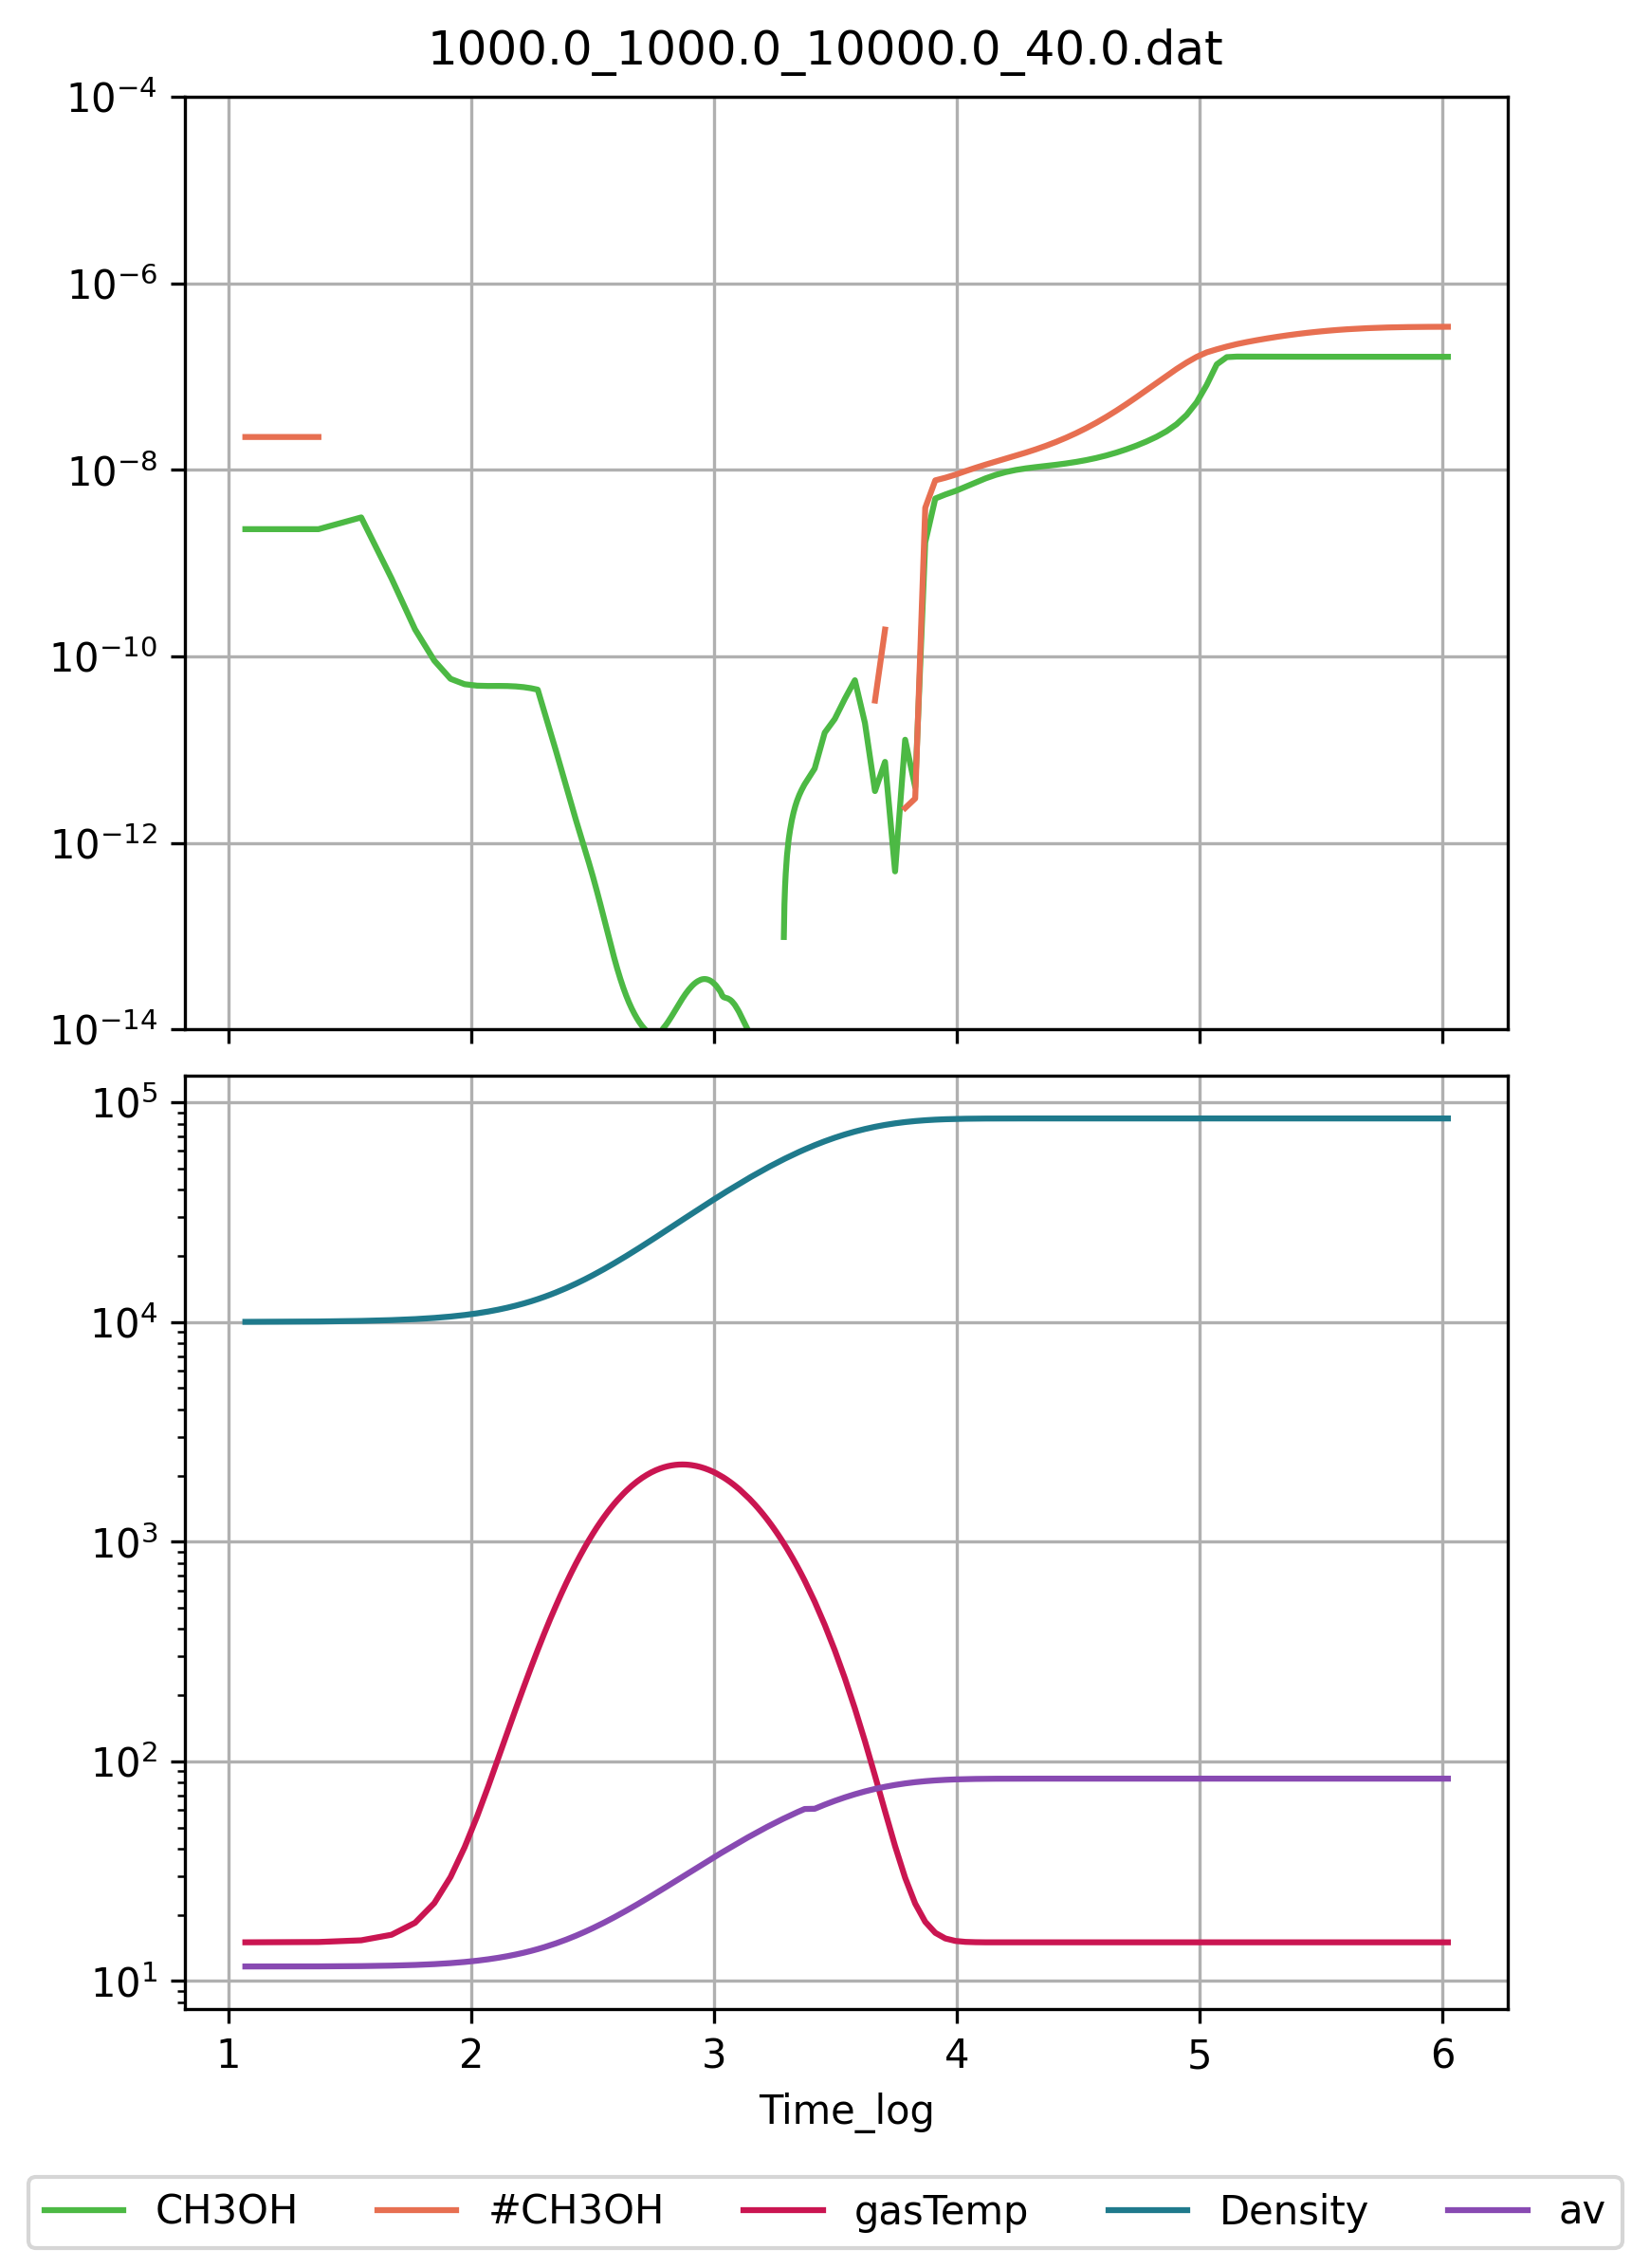 1000.0_1000.0_10000.0_40.0.dat
10⁻⁴
10⁻⁶
10⁻⁸
10⁻¹⁰
10⁻¹²
10⁻¹⁴
10⁵
10⁴
10³
10²
10¹
1 2 3 4 5 6
Time_log
CH3OH #CH3OH gasTemp Density av